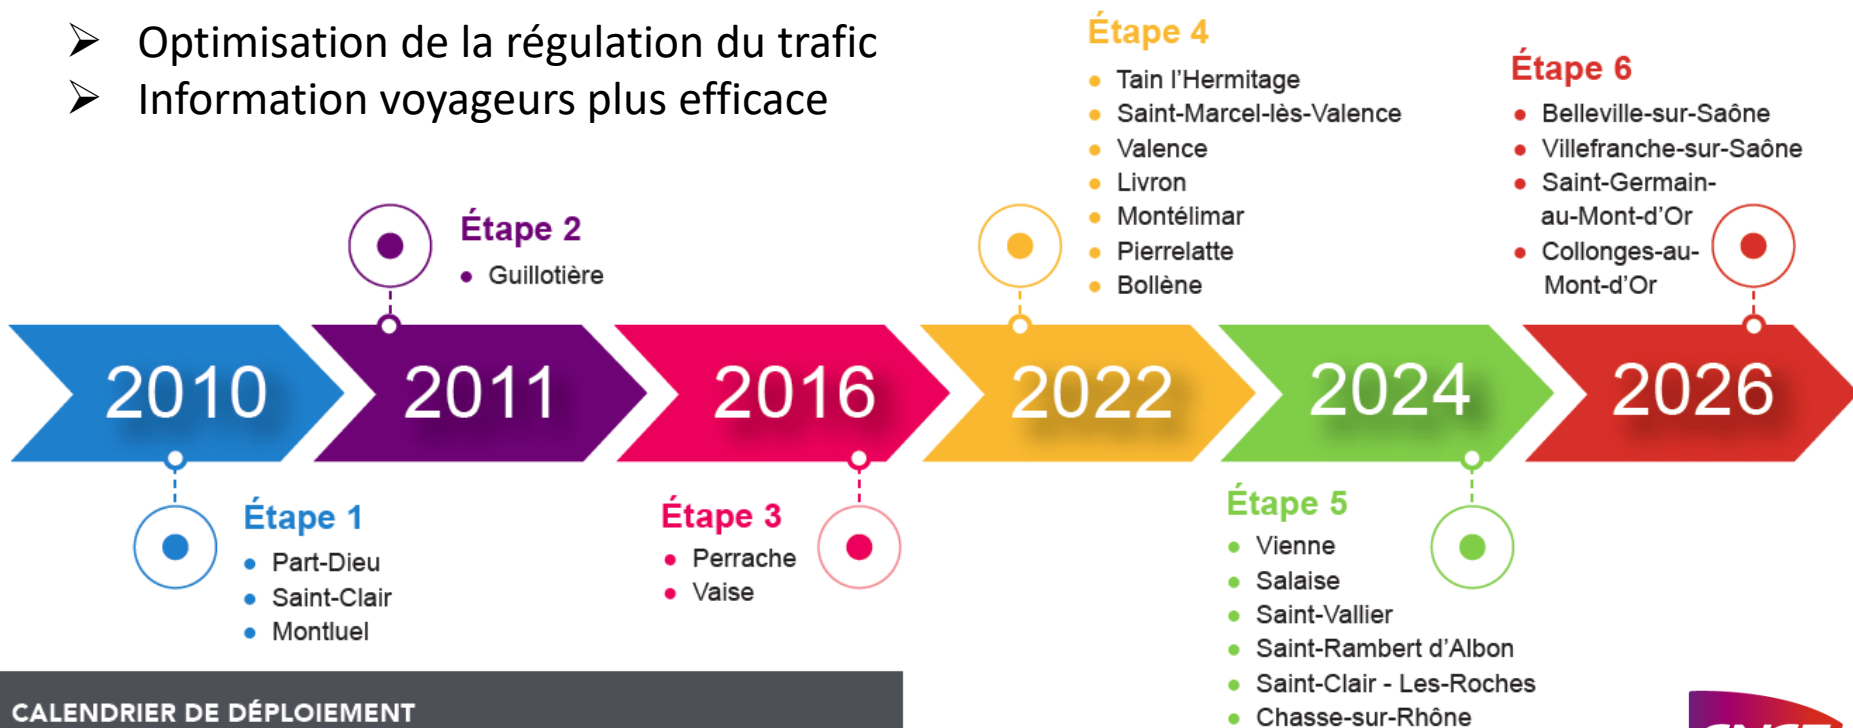 ➢ Optimisation de la régulation du trafic
➢ Information voyageurs plus efficace
Étape 4
• Tain l'Hermitage
• Saint-Marcel-lès-Valence
• Valence
• Livron
• Montélimar
• Pierrelatte
• Bollène
Étape 6
• Belleville-sur-Saône
• Villefranche-sur-Saône
• Saint-Germain-
au-Mont-d'Or
• Collonges-au-
Mont-d'Or
Étape 2
• Guillotière
2010
2011
2016
2022
2024
2026
Étape 1
• Part-Dieu
• Saint-Clair
• Montluel
Étape 3
• Perrache
• Vaise
Étape 5
• Vienne
• Salaise
• Saint-Vallier
• Saint-Rambert d'Albon
• Saint-Clair - Les-Roches
• Chasse-sur-Rhône
CALENDRIER DE DÉPLOIEMENT